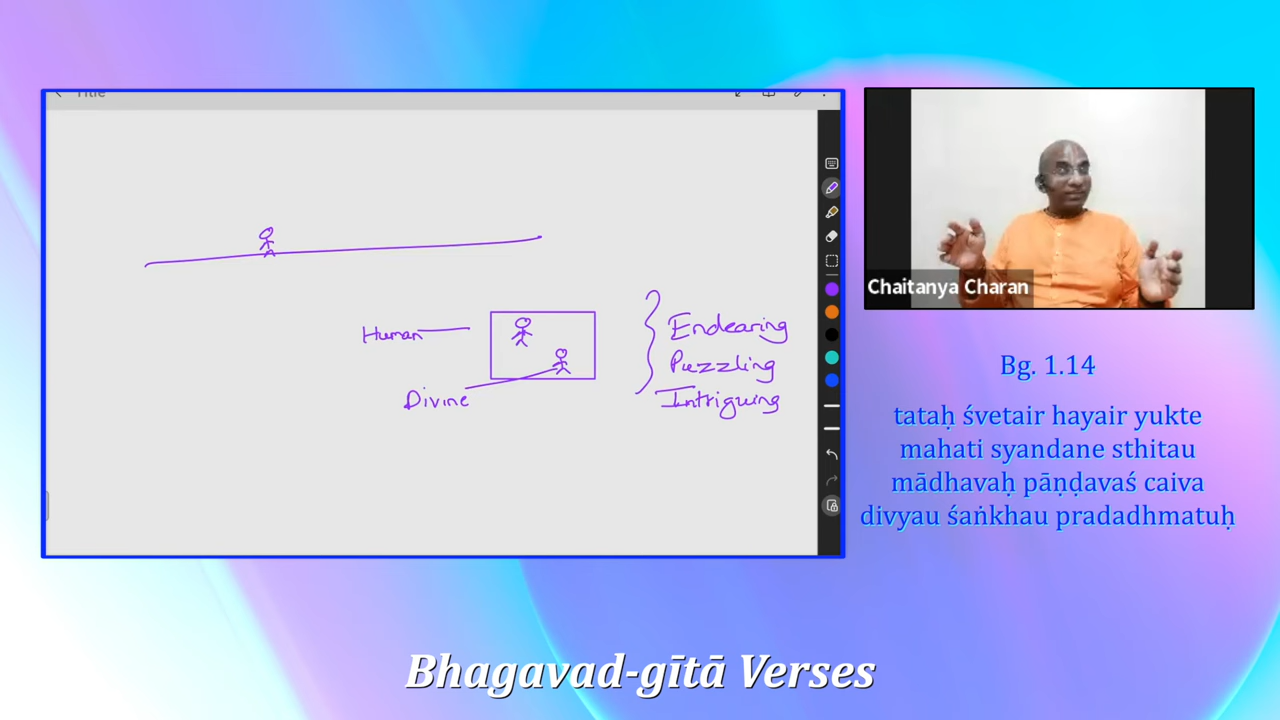 Title
Human
Divine
Endearing
Puzzling
Intriguing
Chaitanya Charan
Bg. 1.14
tataḥ śvetair hayair yukte
mahati syandane sthitau
mādhavaḥ pāṇḍavaś caiva
divyau śaṅkhau pradadhmatuḥ
Bhagavad-gītā Verses